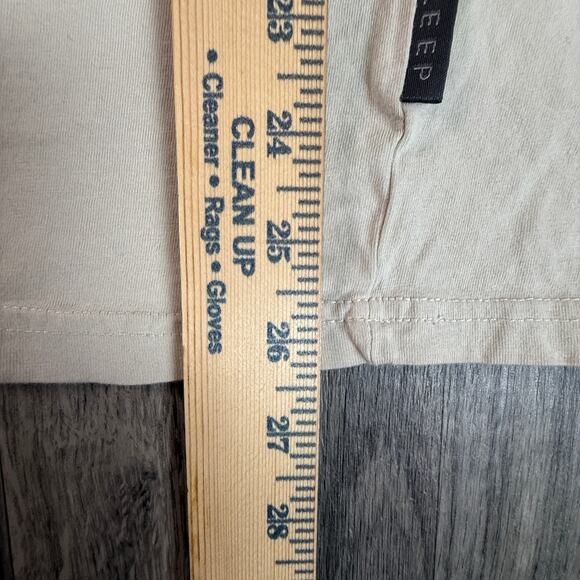 23
24
25
26
27
28
CLEAN UP
• Cleaner • Rags • Gloves
LEEP